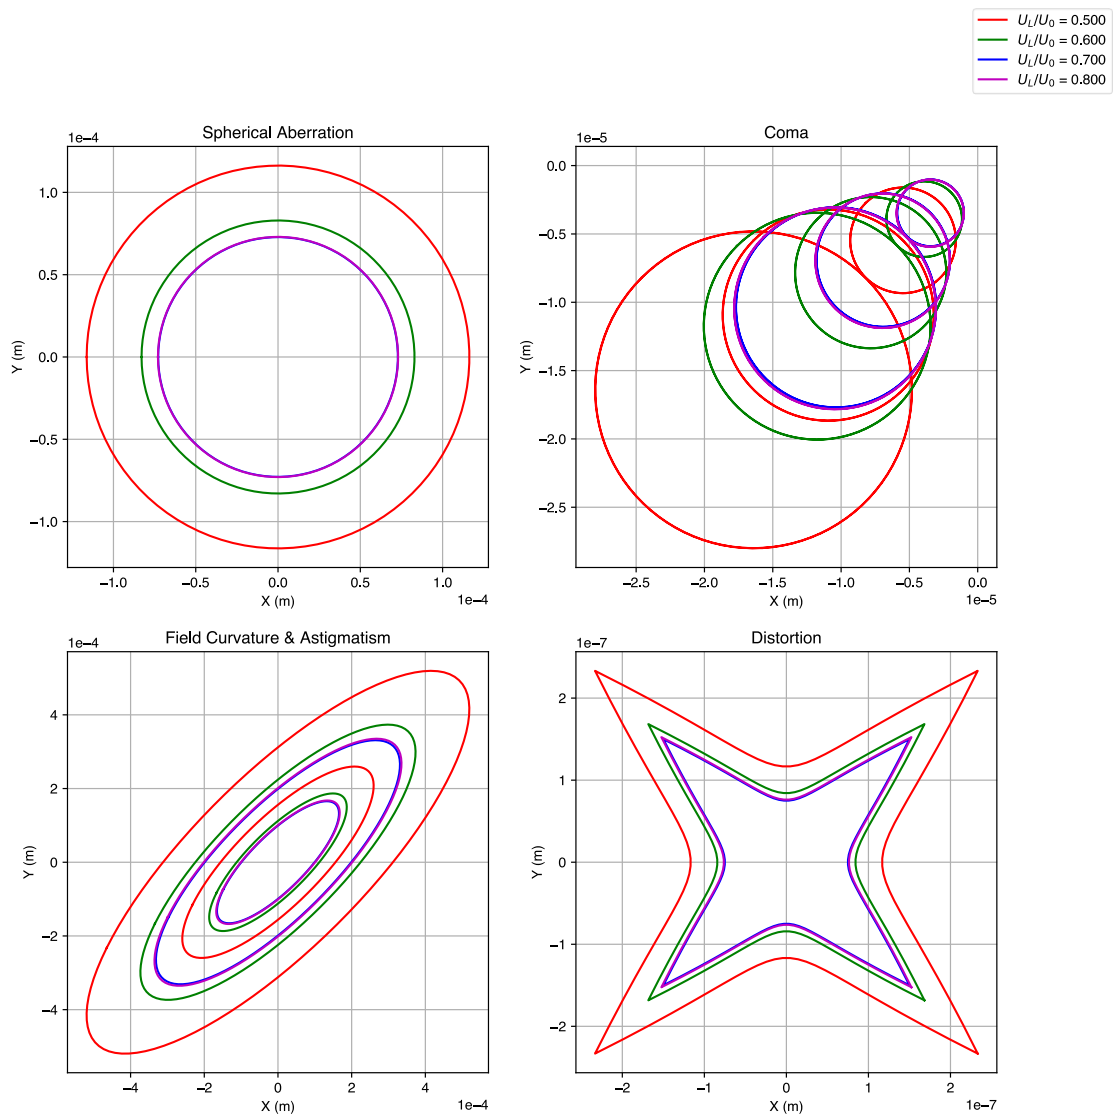 U_L/U_0 = 0.500
U_L/U_0 = 0.600
U_L/U_0 = 0.700
U_L/U_0 = 0.800
Spherical Aberration
1e−4
1.0
0.5
0.0
−0.5
−1.0
Y (m)
−1.0 −0.5 0.0 0.5 1.0
X (m)
1e−4
Coma
1e−5
0.0
−0.5
−1.0
−1.5
−2.0
−2.5
Y (m)
−2.5 −2.0 −1.5 −1.0 −0.5 0.0
X (m)
1e−5
Field Curvature & Astigmatism
1e−4
4
2
0
−2
−4
Y (m)
−4 −2 0 2 4
X (m)
1e−4
Distortion
1e−7
2
1
0
−1
−2
Y (m)
−2 −1 0 1 2
X (m)
1e−7